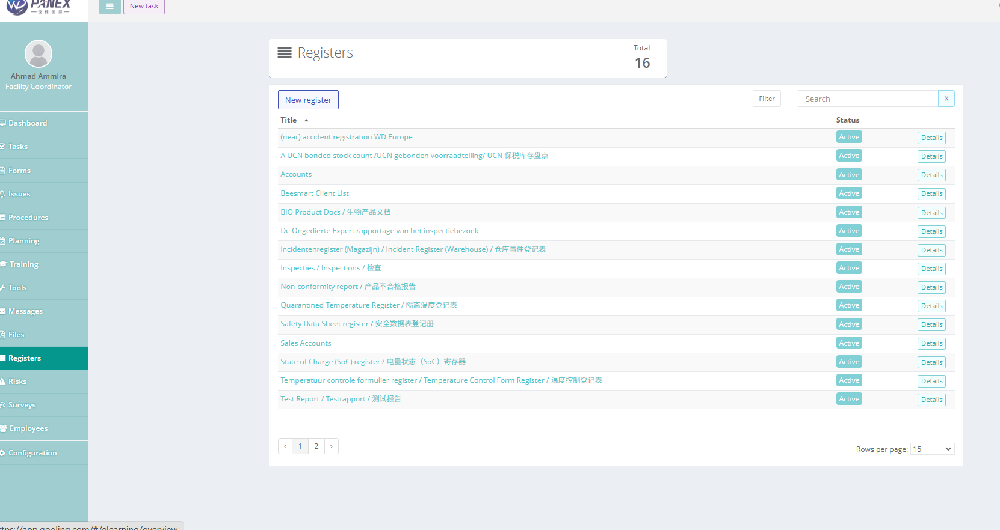 WD PANEX
泛熊国际
New task
Ahmad Ammira
Facility Coordinator
Dashboard
Tasks
Forms
Issues
Procedures
Planning
Training
Tools
Messages
Files
Registers
Risks
Surveys
Employees
Configuration
Registers
Total
16
New register
Filter
Search
X
Title
Status
(near) accident registration WD Europe Active Details
A UCN bonded stock count /UCN gebonden voorraadtelling/ UCN 保税库存盘点 Active Details
Accounts Active Details
Beesmart Client LIst Active Details
BIO Product Docs / 生物产品文档 Active Details
De Ongedierte Expert rapportage van het inspectiebezoek Active Details
Incidentenregister (Magazijn) / Incident Register (Warehouse) / 仓库事件登记表 Active Details
Inspecties / Inspections / 检查 Active Details
Non-conformity report / 产品不合格报告 Active Details
Quarantined Temperature Register / 隔离温度登记表 Active Details
Safety Data Sheet register / 安全数据表登记册 Active Details
Sales Accounts Active Details
State of Charge (SoC) register / 电量状态（SoC）寄存器 Active Details
Temperatuur controle formulier register / Temperature Control Form Register / 温度控制登记表 Active Details
Test Report / Testrapport / 测试报告 Active Details
‹ 1 2 ›
Rows per page: 15
ttps://app.qooling.com/#/elearning/overview